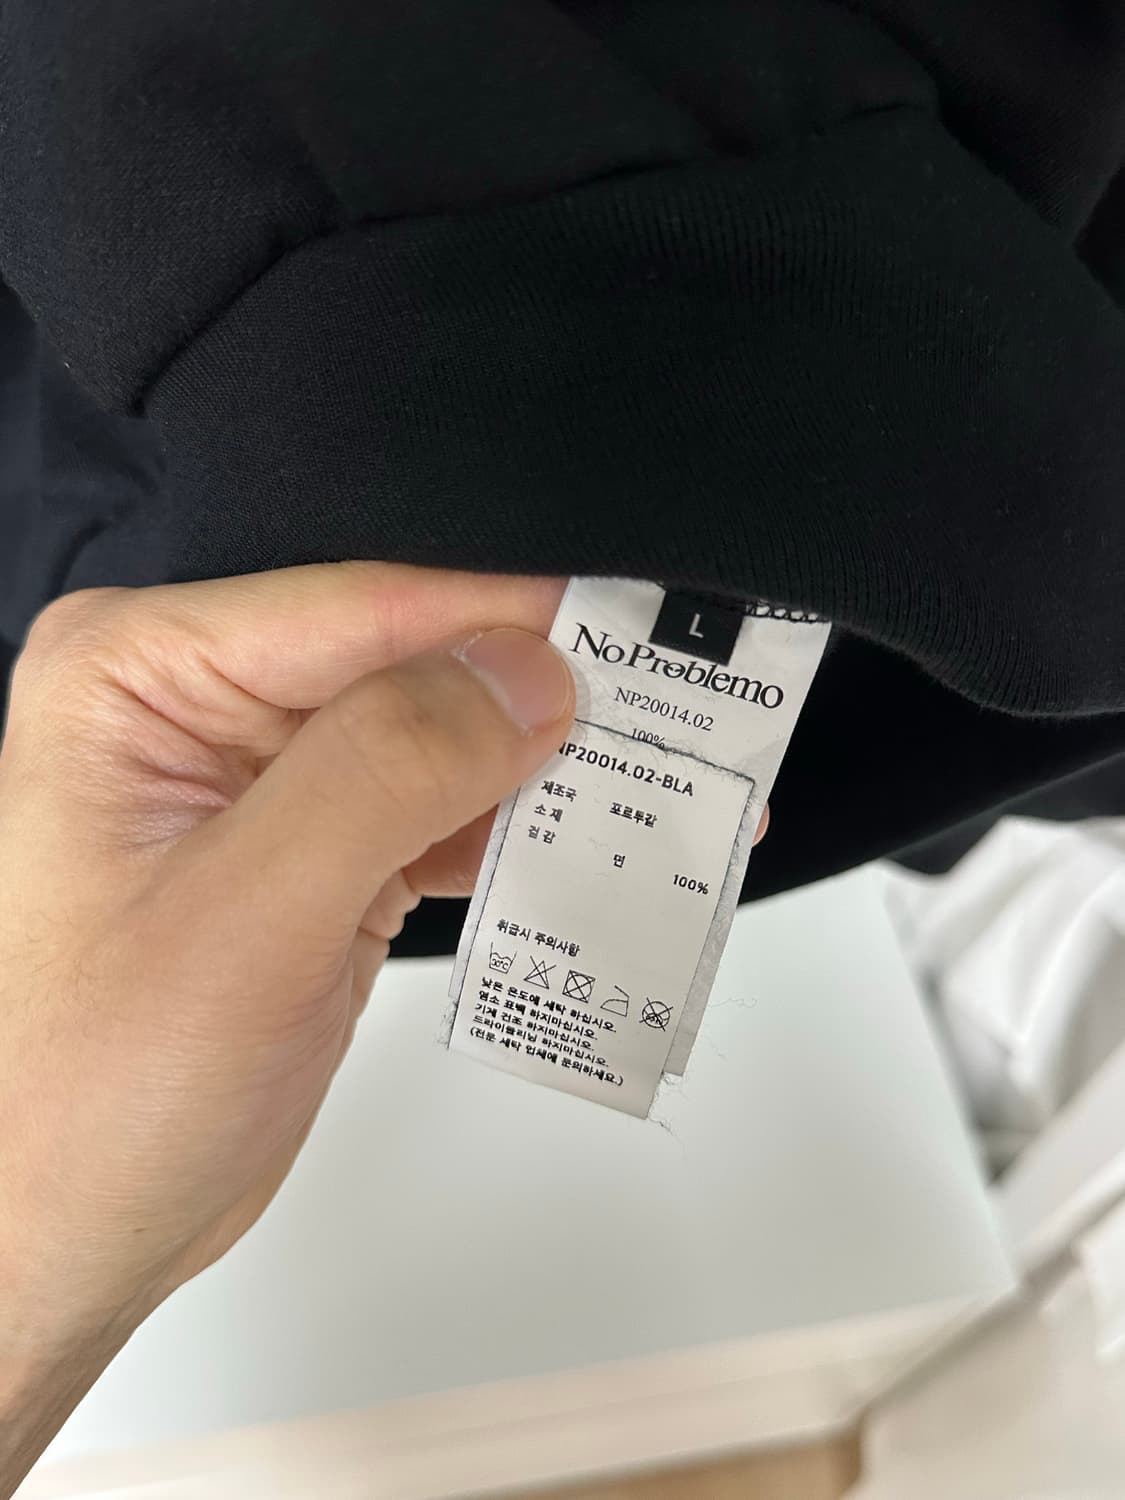 L
No Problemo
NP20014.02
100%
NP20014.02-BLA
제조국 포르투갈
소재
겉감 면 100%
취급시 주의사항
30℃
낮은 온도에 세탁 하십시오.
염소 표백 하지마십시오.
기계 건조 하지마십시오.
드라이클리닝 하지마십시오.
(전문 세탁 업체에 문의하세요.)